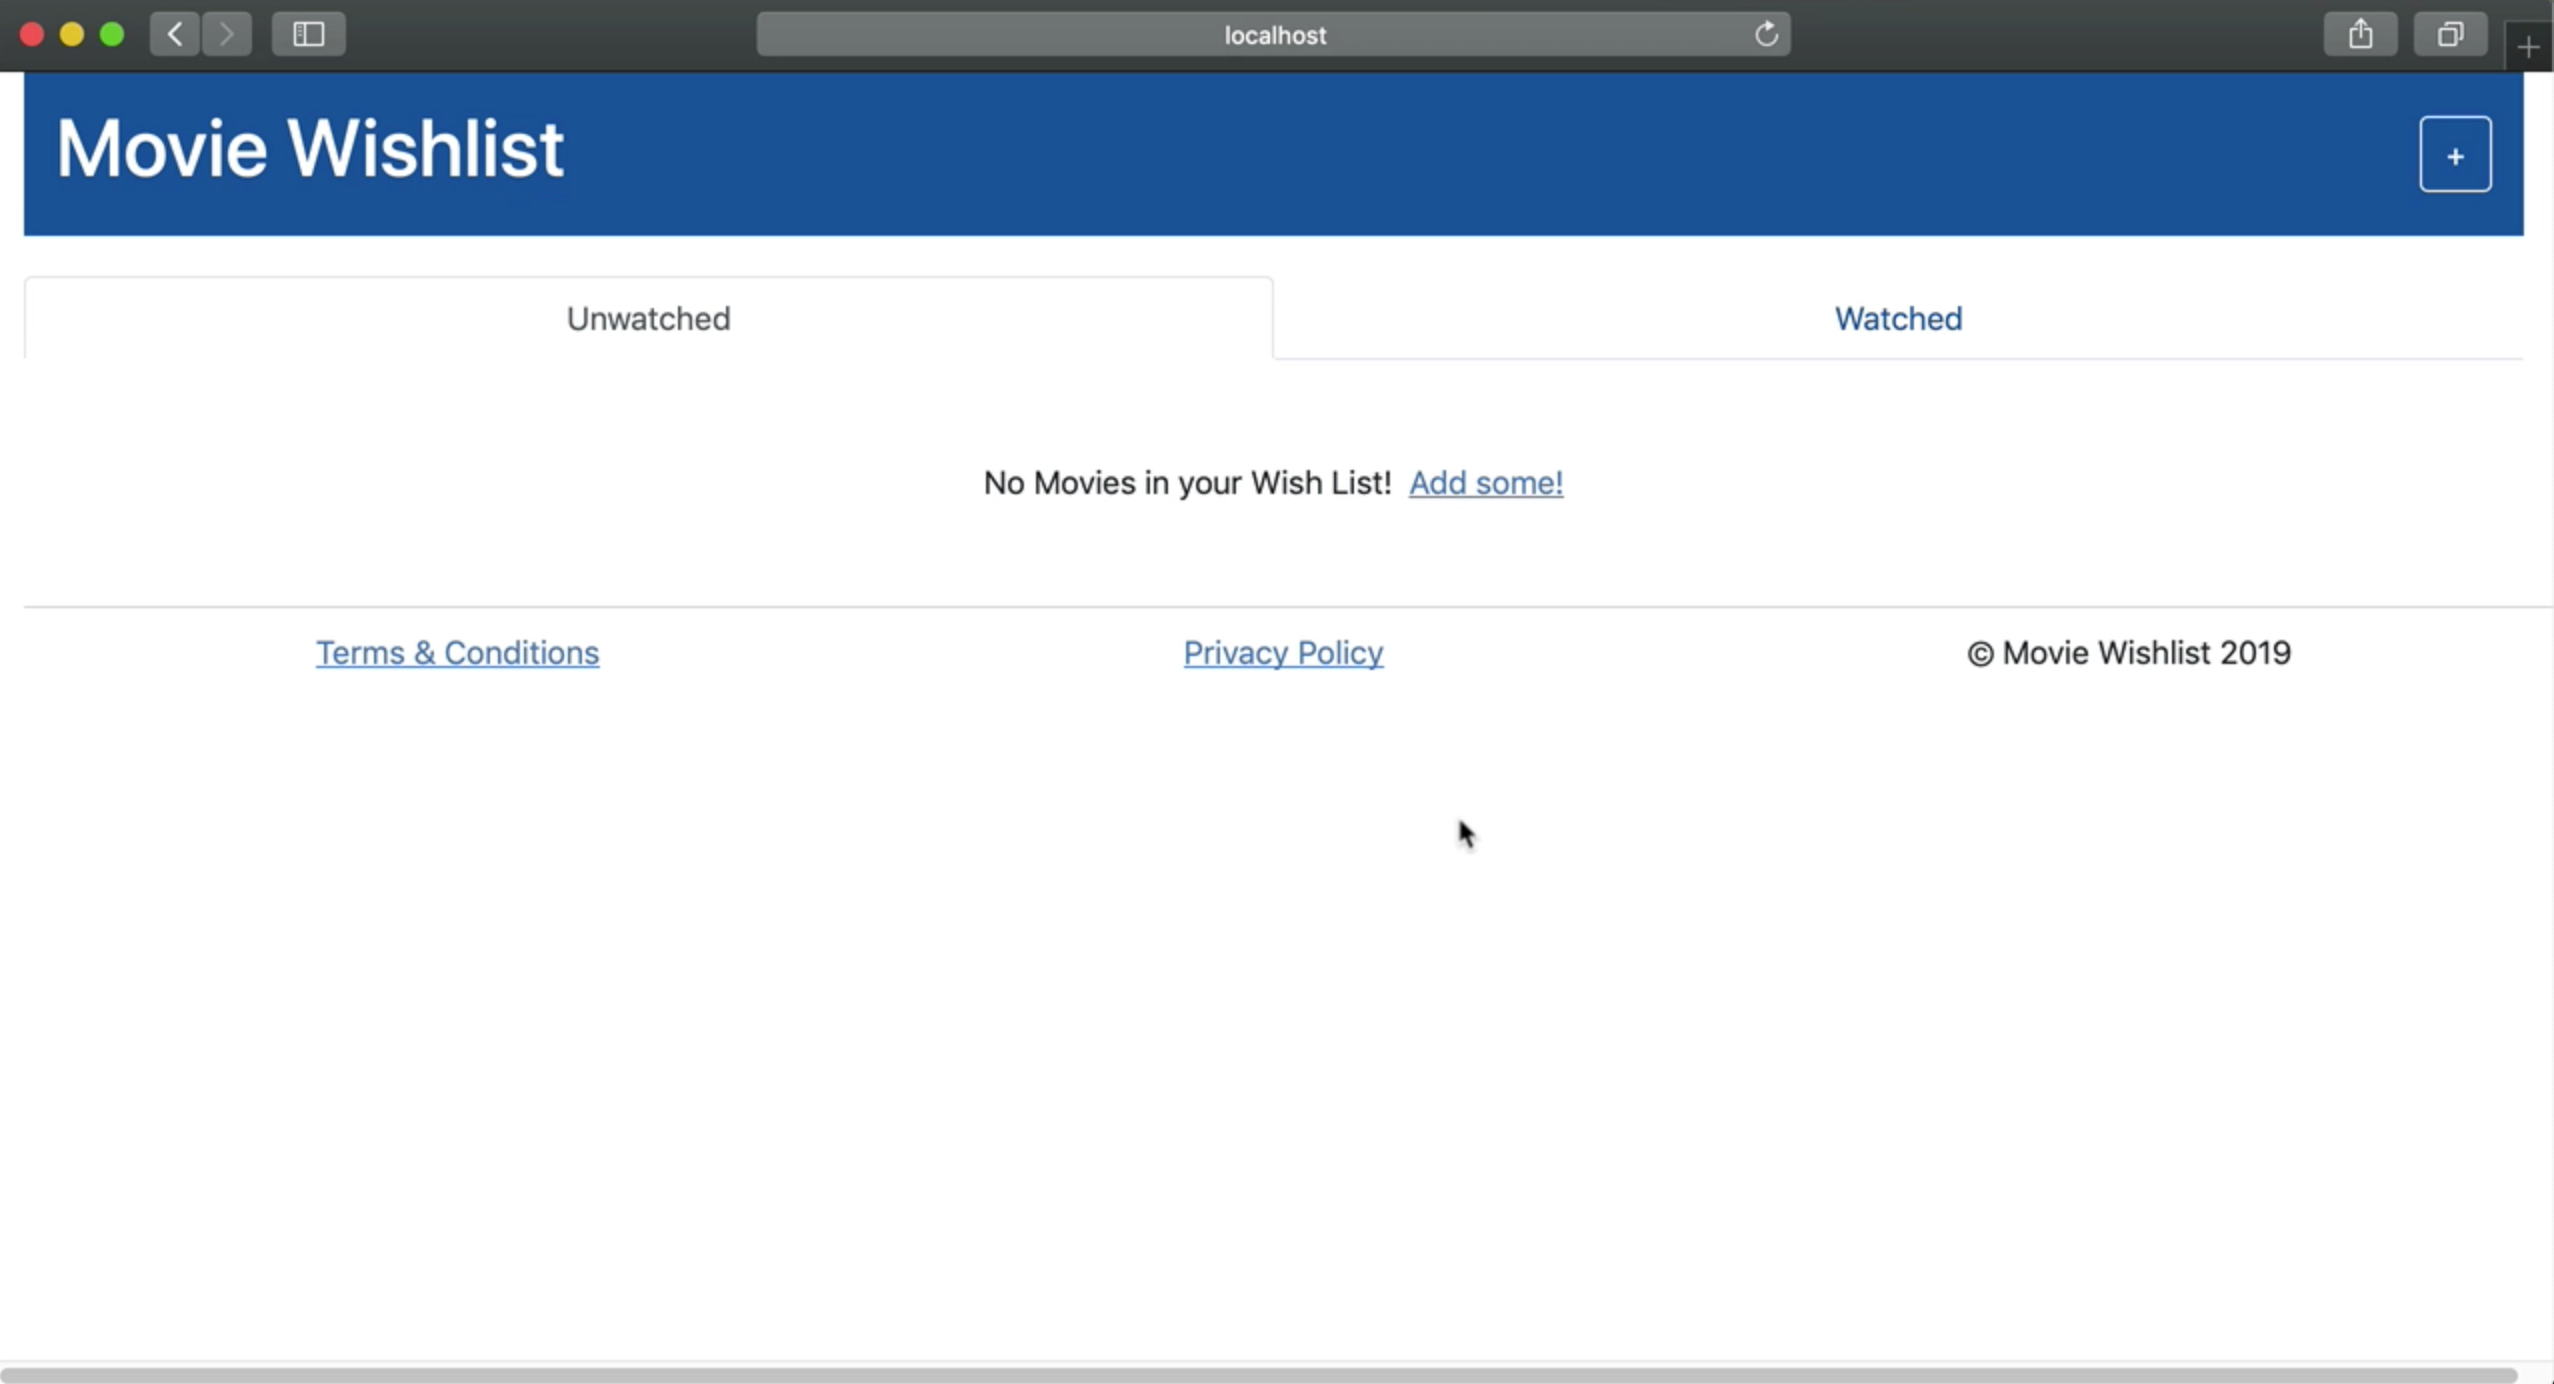 localhost
Movie Wishlist
+
Unwatched Watched
No Movies in your Wish List! Add some!
Terms & Conditions Privacy Policy © Movie Wishlist 2019